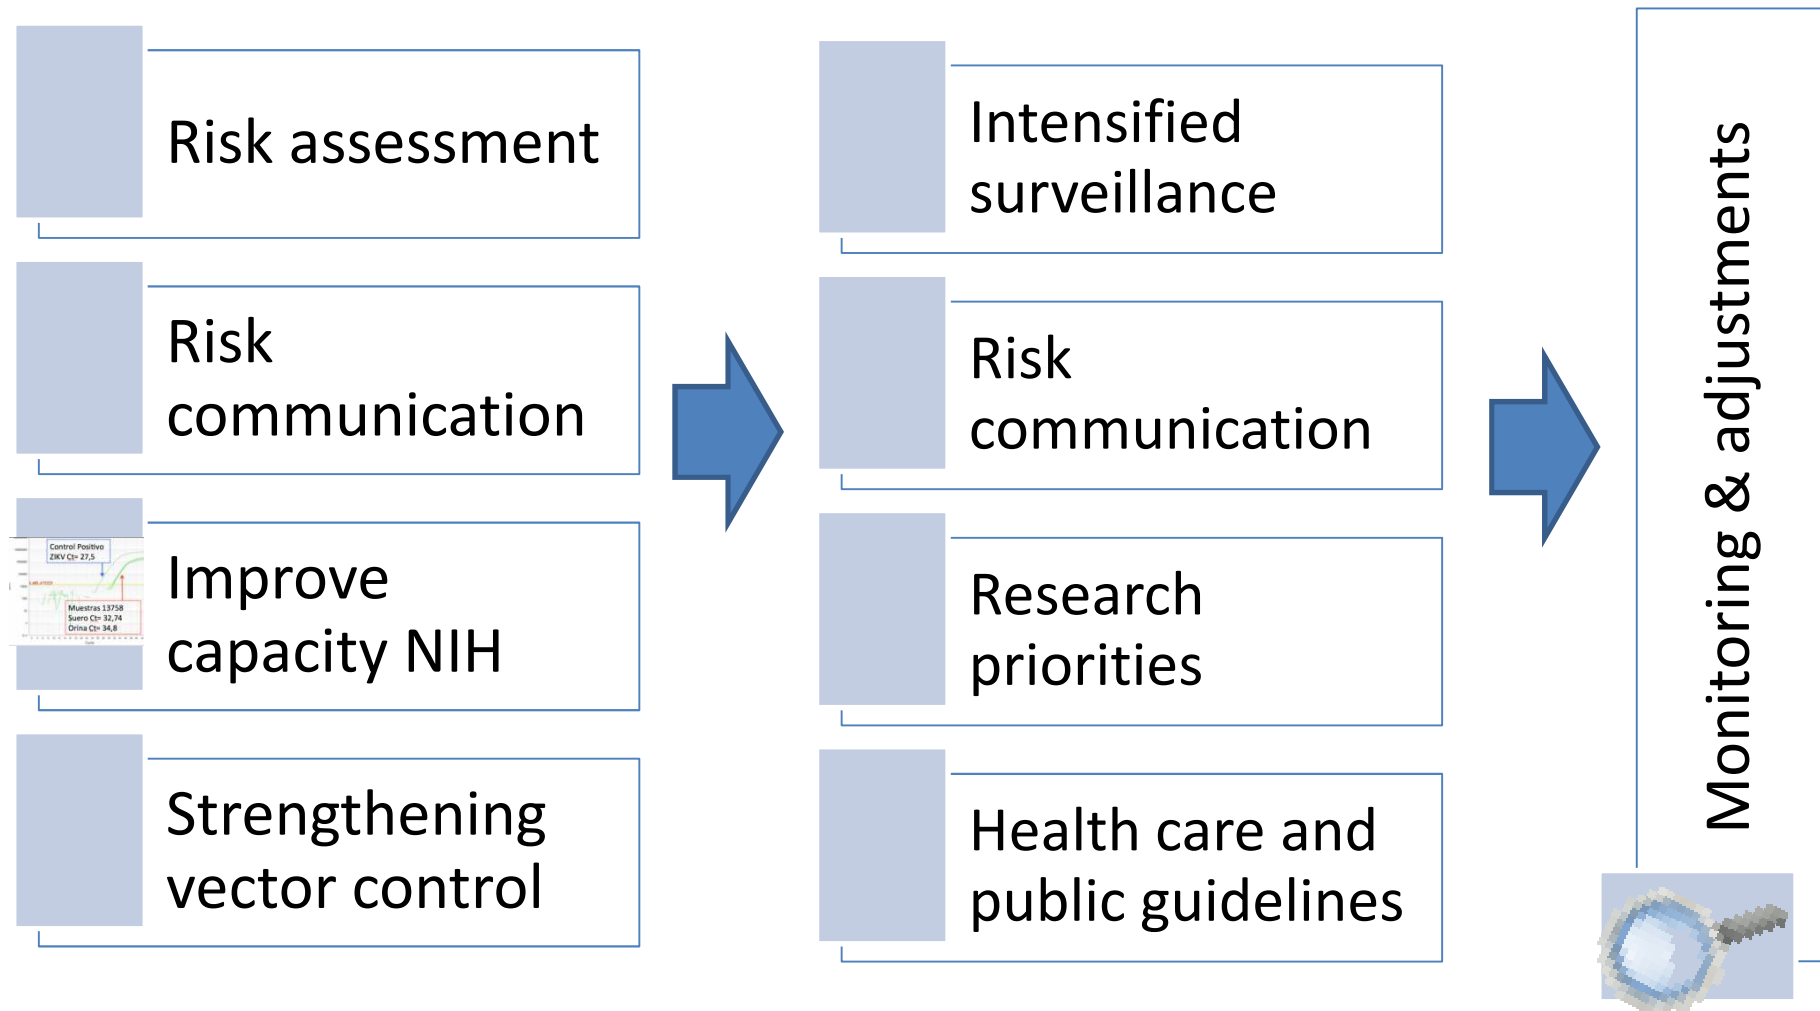 Risk assessment
Risk
communication
Control Positivo
ZIKV Ct= 27,5
Muestras 13758
Suero Ct= 32,74
Orina Ct= 34,8
Improve
capacity NIH
Strengthening
vector control
Intensified
surveillance
Risk
communication
Research
priorities
Health care and
public guidelines
Monitoring & adjustments